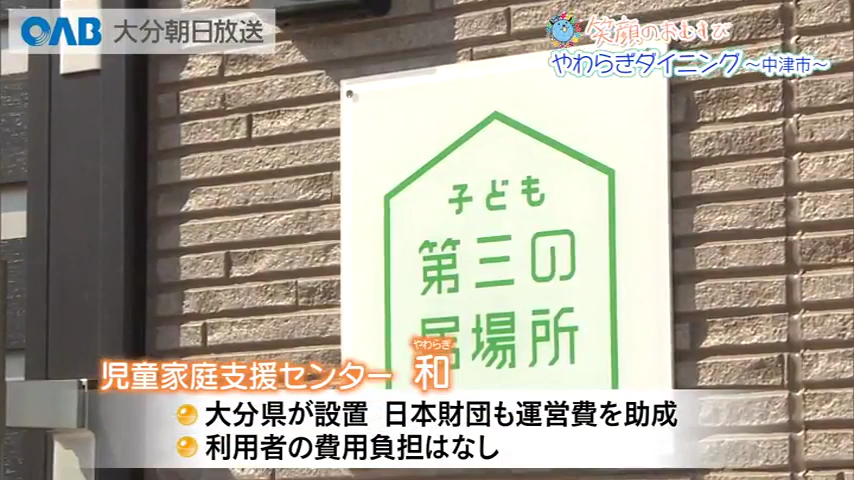 OAB 大分朝日放送
笑顔のおむすび
やわらぎダイニング ～中津市～
子ども
第三の
居場所
やわらぎ
児童家庭支援センター 和
大分県が設置 日本財団も運営費を助成
利用者の費用負担はなし